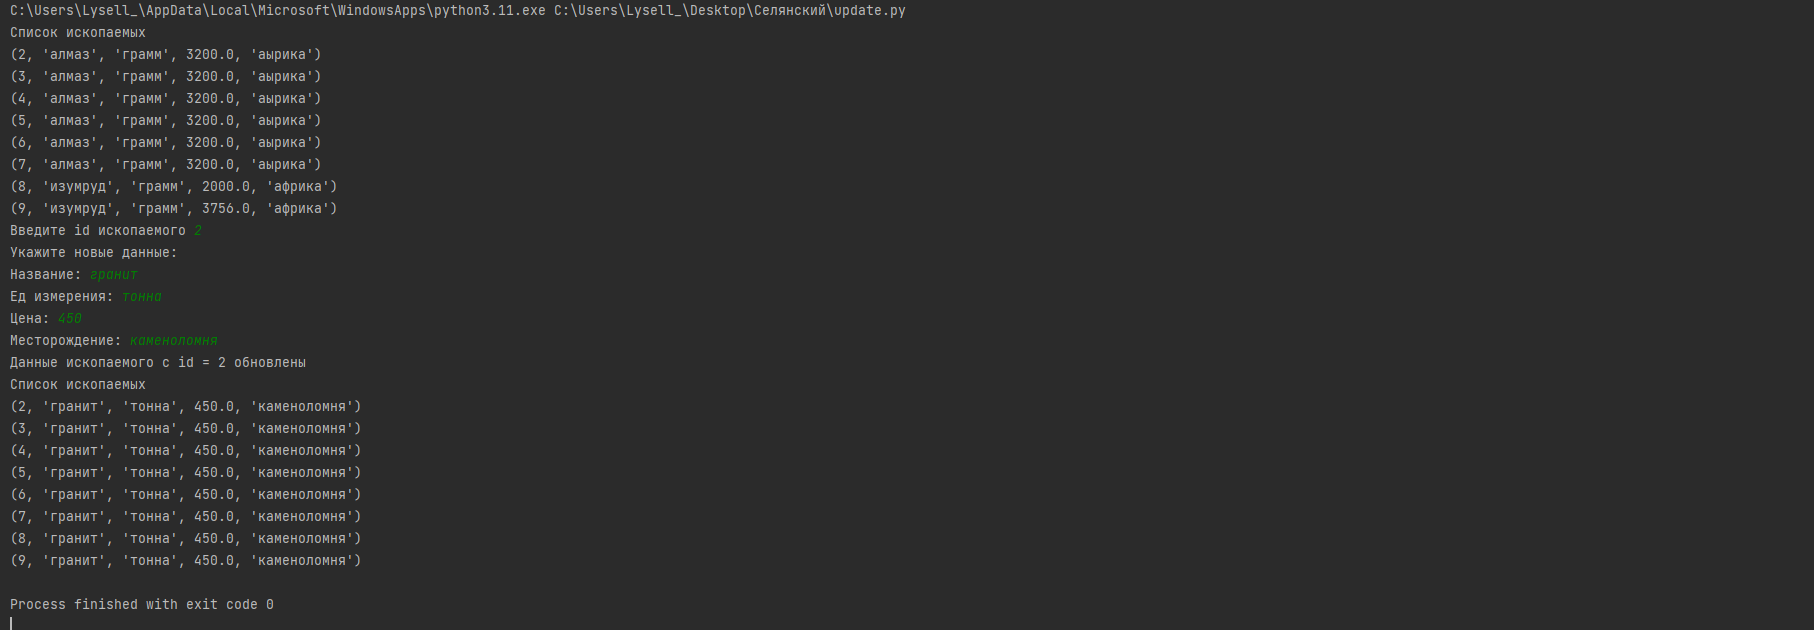 C:\Users\Lysell_\AppData\Local\Microsoft\WindowsApps\python3.11.exe C:\Users\Lysell_\Desktop\Селянский\update.py
Список ископаемых
(2, 'алмаз', 'грамм', 3200.0, 'аырика')
(3, 'алмаз', 'грамм', 3200.0, 'аырика')
(4, 'алмаз', 'грамм', 3200.0, 'аырика')
(5, 'алмаз', 'грамм', 3200.0, 'аырика')
(6, 'алмаз', 'грамм', 3200.0, 'аырика')
(7, 'алмаз', 'грамм', 3200.0, 'аырика')
(8, 'изумруд', 'грамм', 2000.0, 'африка')
(9, 'изумруд', 'грамм', 3756.0, 'африка')
Введите id ископаемого 2
Укажите новые данные:
Название: гранит
Ед измерения: тонна
Цена: 450
Месторождение: каменоломня
Данные ископаемого с id = 2 обновлены
Список ископаемых
(2, 'гранит', 'тонна', 450.0, 'каменоломня')
(3, 'гранит', 'тонна', 450.0, 'каменоломня')
(4, 'гранит', 'тонна', 450.0, 'каменоломня')
(5, 'гранит', 'тонна', 450.0, 'каменоломня')
(6, 'гранит', 'тонна', 450.0, 'каменоломня')
(7, 'гранит', 'тонна', 450.0, 'каменоломня')
(8, 'гранит', 'тонна', 450.0, 'каменоломня')
(9, 'гранит', 'тонна', 450.0, 'каменоломня')
Process finished with exit code 0